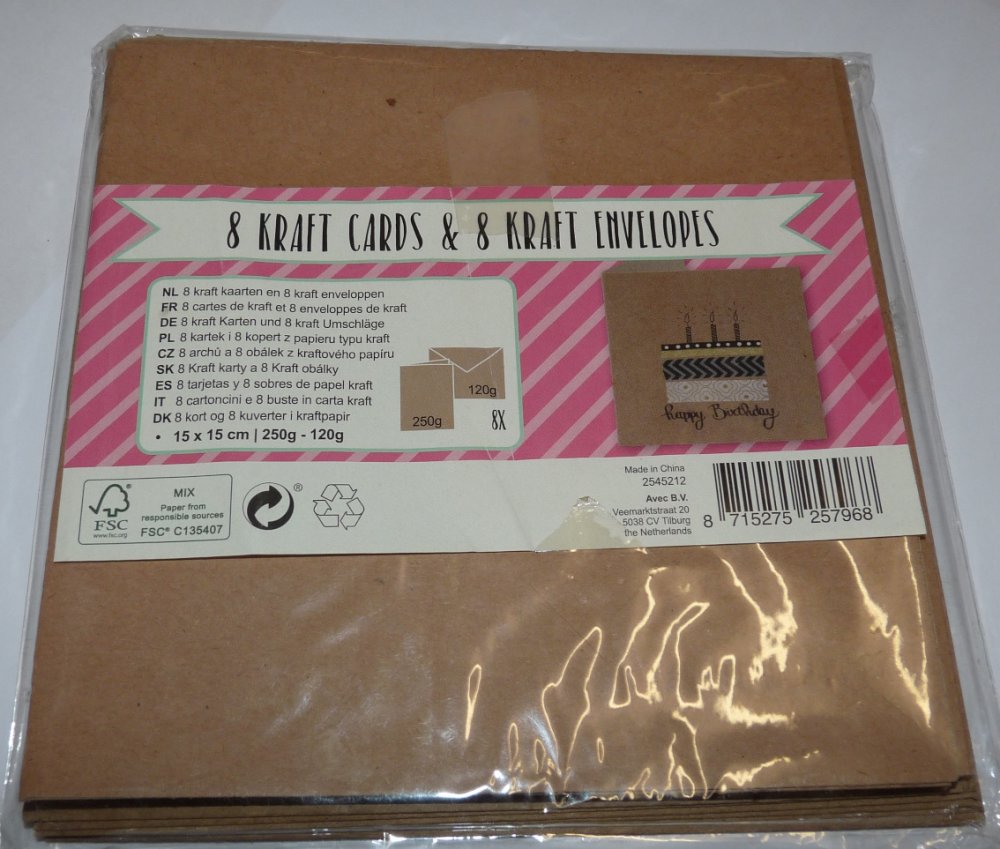 8 KRAFT CARDS & 8 KRAFT ENVELOPES
NL 8 kraft kaarten en 8 kraft enveloppen
FR 8 cartes de kraft et 8 enveloppes de kraft
DE 8 kraft Karten und 8 kraft Umschläge
PL 8 kartek i 8 kopert z papieru typu kraft
CZ 8 archů a 8 obálek z kraftového papíru
SK 8 Kraft karty a 8 Kraft obálky
ES 8 tarjetas y 8 sobres de papel kraft
IT 8 cartoncini e 8 buste in carta kraft
DK 8 kort og 8 kuverter i kraftpapir
• 15 x 15 cm | 250g - 120g
120g
250g
8X
Happy Birthday
FSC
www.fsc.org
MIX
Paper from
responsible sources
FSC® C135407
®
Made in China
2545212
Avec B.V.
Veemarktstraat 20
5038 CV Tilburg
the Netherlands
8 715275 257968